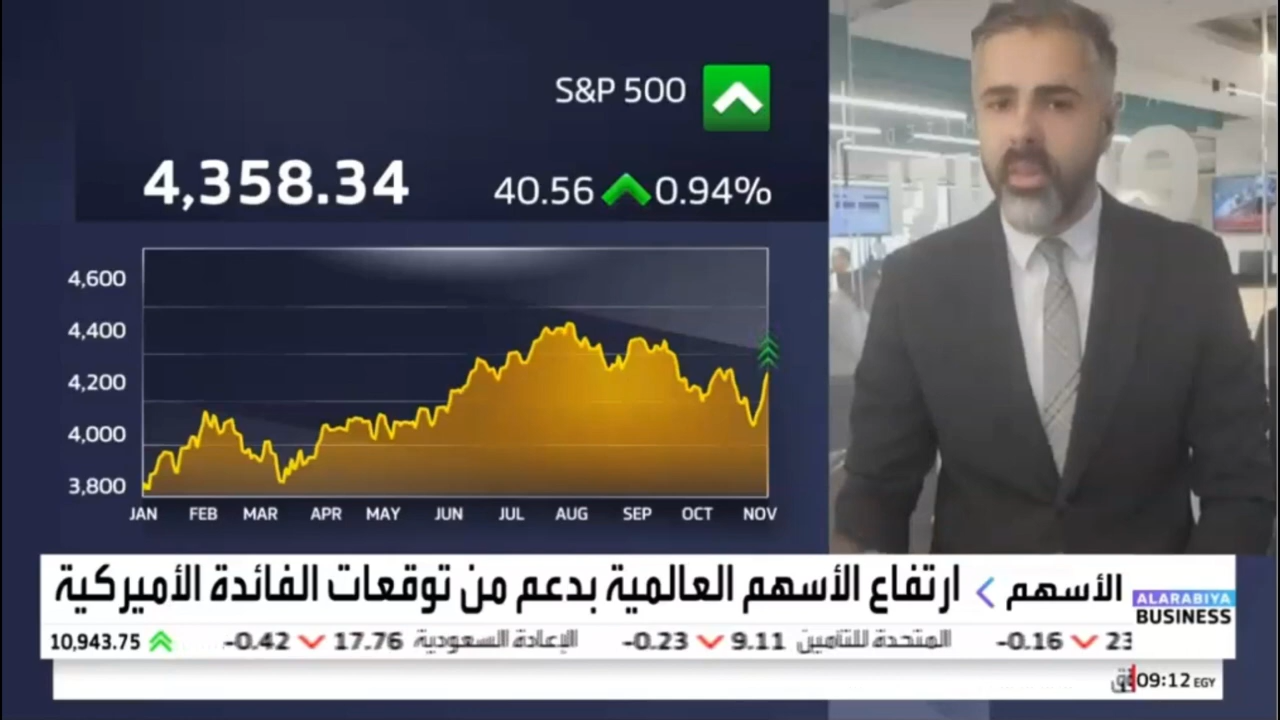 S&P 500
4,358.34
40.56 0.94%
4,600
4,400
4,200
4,000
3,800
JAN FEB MAR APR MAY JUN JUL AUG SEP OCT NOV
الأسهم > ارتفاع الأسهم العالمية بدعم من توقعات الفائدة الأميركية
ALARABIYA
BUSINESS
23 -0.16 المتحدة للتامين 9.11 -0.23 الإعادة السعودية 17.76 -0.42 10,943.75
09:12 EGY